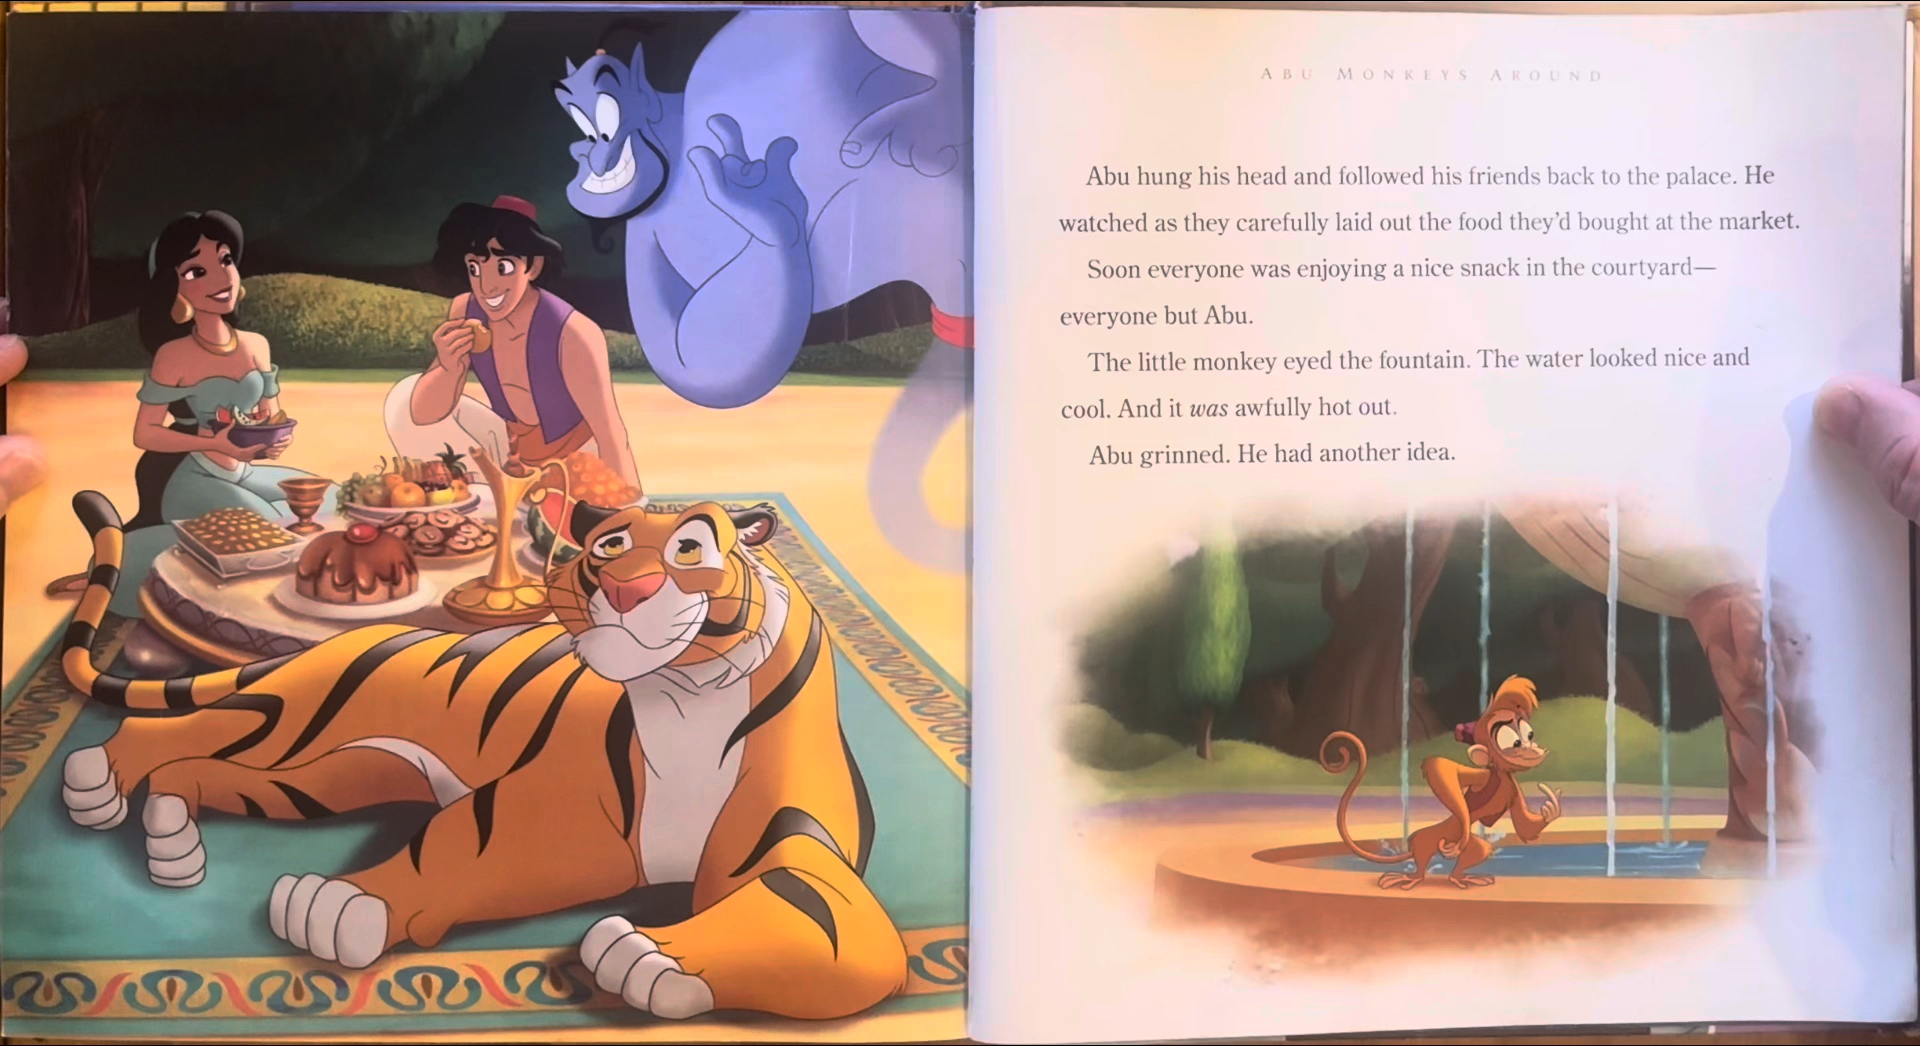 ABU MONKEYS AROUND
Abu hung his head and followed his friends back to the palace. He
watched as they carefully laid out the food they'd bought at the market.
Soon everyone was enjoying a nice snack in the courtyard—
everyone but Abu.
The little monkey eyed the fountain. The water looked nice and
cool. And it was awfully hot out.
Abu grinned. He had another idea.